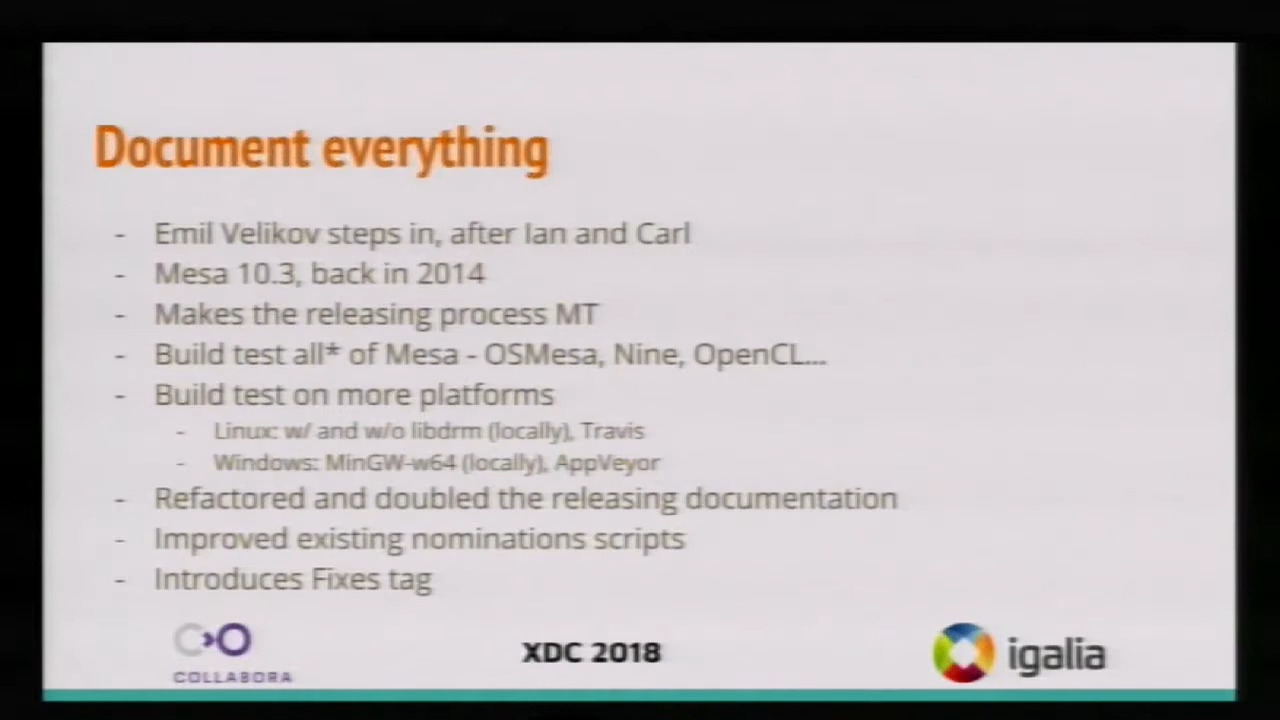 Document everything
- Emil Velikov steps in, after Ian and Carl
- Mesa 10.3, back in 2014
- Makes the releasing process MT
- Build test all* of Mesa - OSMesa, Nine, OpenCL...
- Build test on more platforms
- Linux: w/ and w/o libdrm (locally), Travis
- Windows: MinGW-w64 (locally), AppVeyor
- Refactored and doubled the releasing documentation
- Improved existing nominations scripts
- Introduces Fixes tag
COLLABORA
XDC 2018
igalia